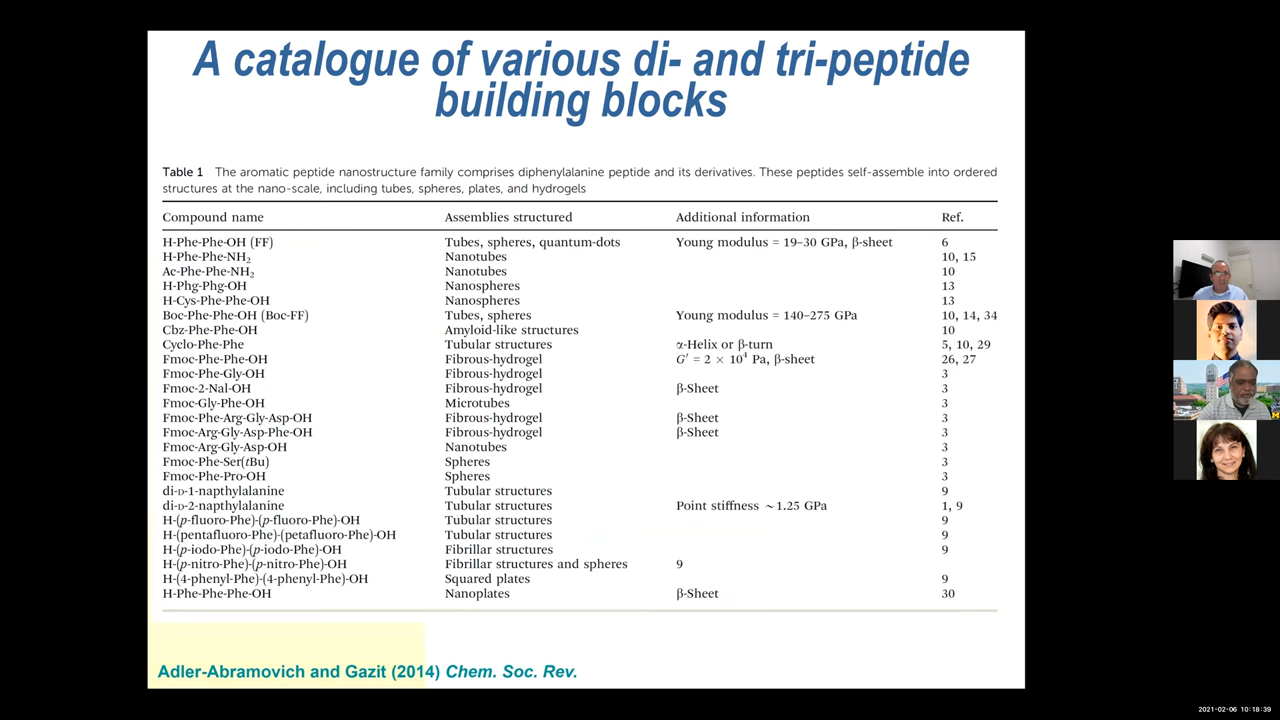 A catalogue of various di- and tri-peptide
building blocks
Table 1 The aromatic peptide nanostructure family comprises diphenylalanine peptide and its derivatives. These peptides self-assemble into ordered
structures at the nano-scale, including tubes, spheres, plates, and hydrogels
Compound name Assemblies structured Additional information Ref.
H-Phe-Phe-OH (FF) Tubes, spheres, quantum-dots Young modulus = 19–30 GPa, β-sheet 6
H-Phe-Phe-NH₂ Nanotubes 10, 15
Ac-Phe-Phe-NH₂ Nanotubes 10
H-Phg-Phg-OH Nanospheres 13
H-Cys-Phe-Phe-OH Nanospheres 13
Boc-Phe-Phe-OH (Boc-FF) Tubes, spheres Young modulus = 140–275 GPa 10, 14, 34
Cbz-Phe-Phe-OH Amyloid-like structures 10
Cyclo-Phe-Phe Tubular structures α-Helix or β-turn 5, 10, 29
Fmoc-Phe-Phe-OH Fibrous-hydrogel G′ = 2 × 10⁴ Pa, β-sheet 26, 27
Fmoc-Phe-Gly-OH Fibrous-hydrogel 3
Fmoc-2-Nal-OH Fibrous-hydrogel β-Sheet 3
Fmoc-Gly-Phe-OH Microtubes 3
Fmoc-Phe-Arg-Gly-Asp-OH Fibrous-hydrogel β-Sheet 3
Fmoc-Arg-Gly-Asp-Phe-OH Fibrous-hydrogel β-Sheet 3
Fmoc-Arg-Gly-Asp-OH Nanotubes 3
Fmoc-Phe-Ser(tBu) Spheres 3
Fmoc-Phe-Pro-OH Spheres 3
di-D-1-napthylalanine Tubular structures 9
di-D-2-napthylalanine Tubular structures Point stiffness ~1.25 GPa 1, 9
H-(p-fluoro-Phe)-(p-fluoro-Phe)-OH Tubular structures 9
H-(pentafluoro-Phe)-(petafluoro-Phe)-OH Tubular structures 9
H-(p-iodo-Phe)-(p-iodo-Phe)-OH Fibrillar structures 9
H-(p-nitro-Phe)-(p-nitro-Phe)-OH Fibrillar structures and spheres 9
H-(4-phenyl-Phe)-(4-phenyl-Phe)-OH Squared plates 9
H-Phe-Phe-Phe-OH Nanoplates β-Sheet 30
Adler-Abramovich and Gazit (2014) Chem. Soc. Rev.
M
2021-02-06 10:18:39